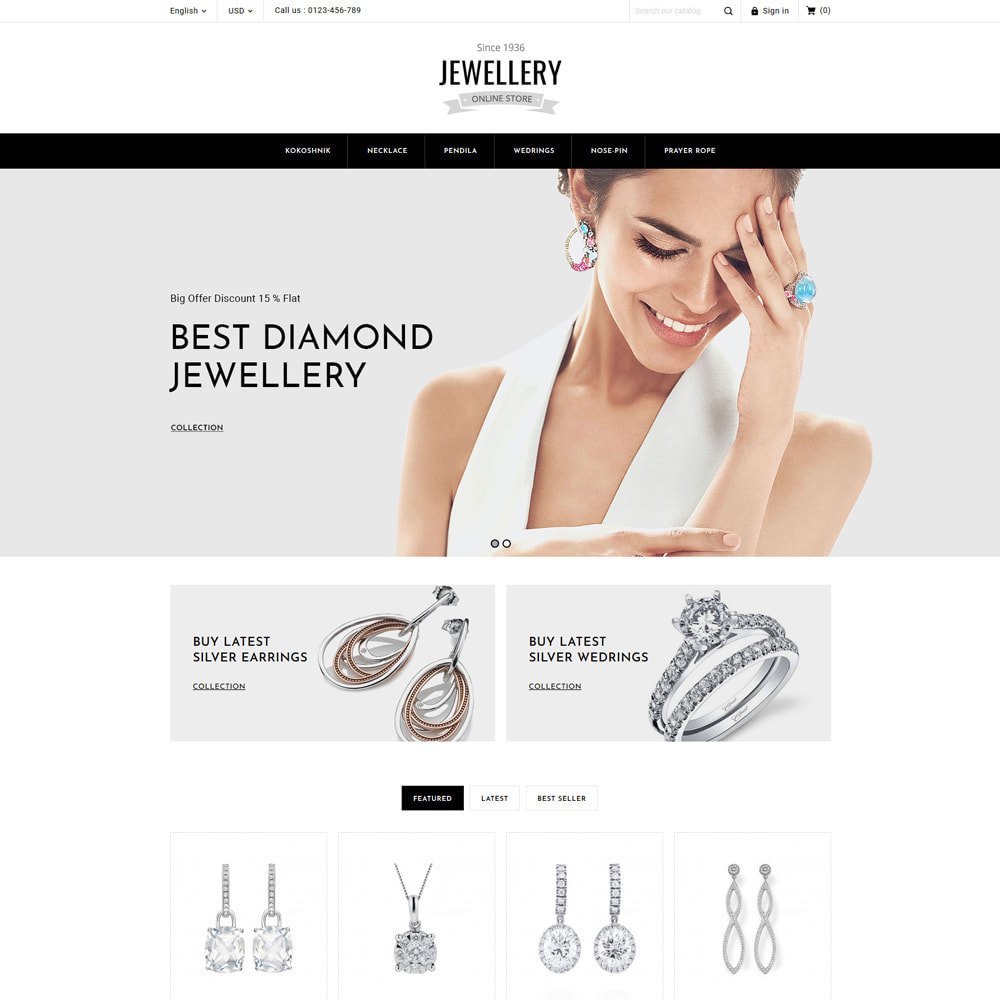 English
USD
Call us : 0123-456-789
Search our catalog
Sign in
(0)
Since 1936
JEWELLERY
ONLINE STORE
KOKOSHNIK
NECKLACE
PENDILA
WEDRINGS
NOSE-PIN
PRAYER ROPE
Big Offer Discount 15 % Flat
BEST DIAMOND
JEWELLERY
COLLECTION
BUY LATEST
SILVER EARRINGS
COLLECTION
BUY LATEST
SILVER WEDRINGS
COLLECTION
FEATURED
LATEST
BEST SELLER